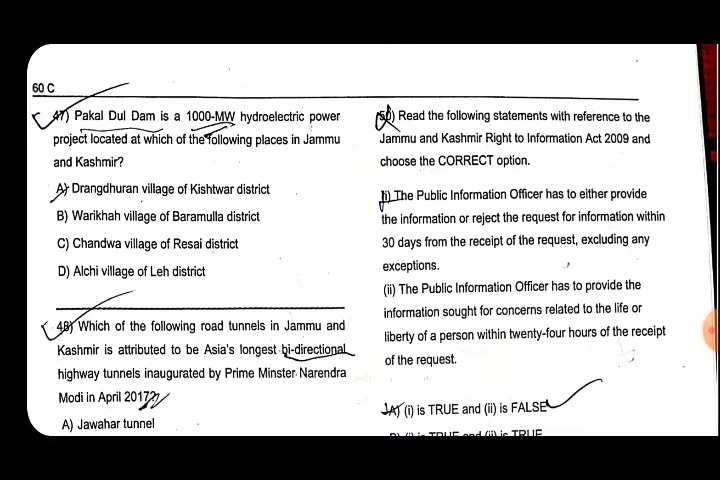 60 C
47) Pakal Dul Dam is a 1000-MW hydroelectric power
project located at which of the following places in Jammu
and Kashmir?
A) Drangdhuran village of Kishtwar district
B) Warikhah village of Baramulla district
C) Chandwa village of Resai district
D) Alchi village of Leh district
48) Which of the following road tunnels in Jammu and
Kashmir is attributed to be Asia's longest bi-directional
highway tunnels inaugurated by Prime Minster Narendra
Modi in April 2017?
A) Jawahar tunnel
50) Read the following statements with reference to the
Jammu and Kashmir Right to Information Act 2009 and
choose the CORRECT option.
(i) The Public Information Officer has to either provide
the information or reject the request for information within
30 days from the receipt of the request, excluding any
exceptions.
(ii) The Public Information Officer has to provide the
information sought for concerns related to the life or
liberty of a person within twenty-four hours of the receipt
of the request.
A) (i) is TRUE and (ii) is FALSE
B) (i) is TRUE and (ii) is TRUE